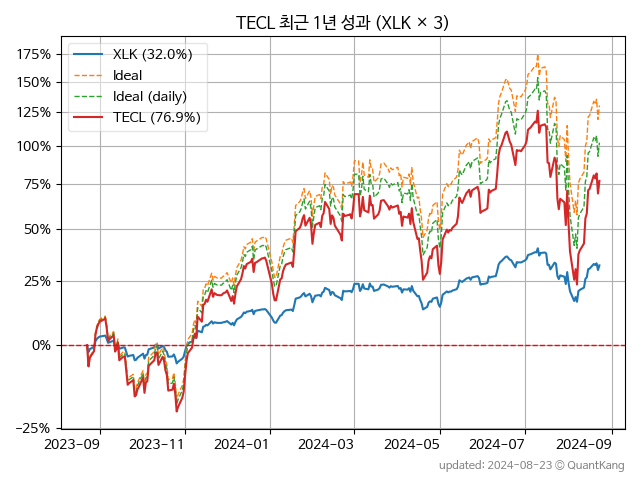 TECL 최근 1년 성과 (XLK × 3)
XLK (32.0%)
Ideal
Ideal (daily)
TECL (76.9%)
175%
150%
125%
100%
75%
50%
25%
0%
−25%
2023-09 2023-11 2024-01 2024-03 2024-05 2024-07 2024-09
updated: 2024-08-23 © QuantKang